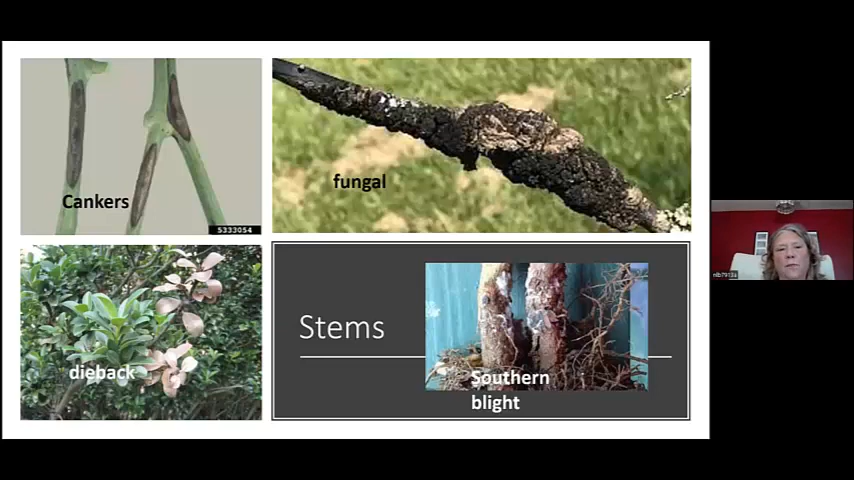 Cankers
5333054
fungal
dieback
Stems
Southern
blight